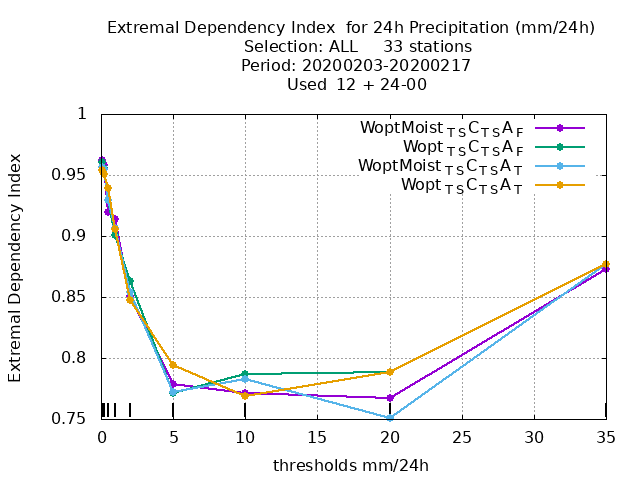 Extremal Dependency Index  for 24h Precipitation (mm/24h)
Selection: ALL     33 stations
Period: 20200203-20200217
Used  12 + 24-00
WoptMoist TS C TS A F
Wopt TS C TS A F
WoptMoist TS C TS A T
Wopt TS C TS A T
Extremal Dependency Index
1
0.95
0.9
0.85
0.8
0.75
0 5 10 15 20 25 30 35
thresholds mm/24h